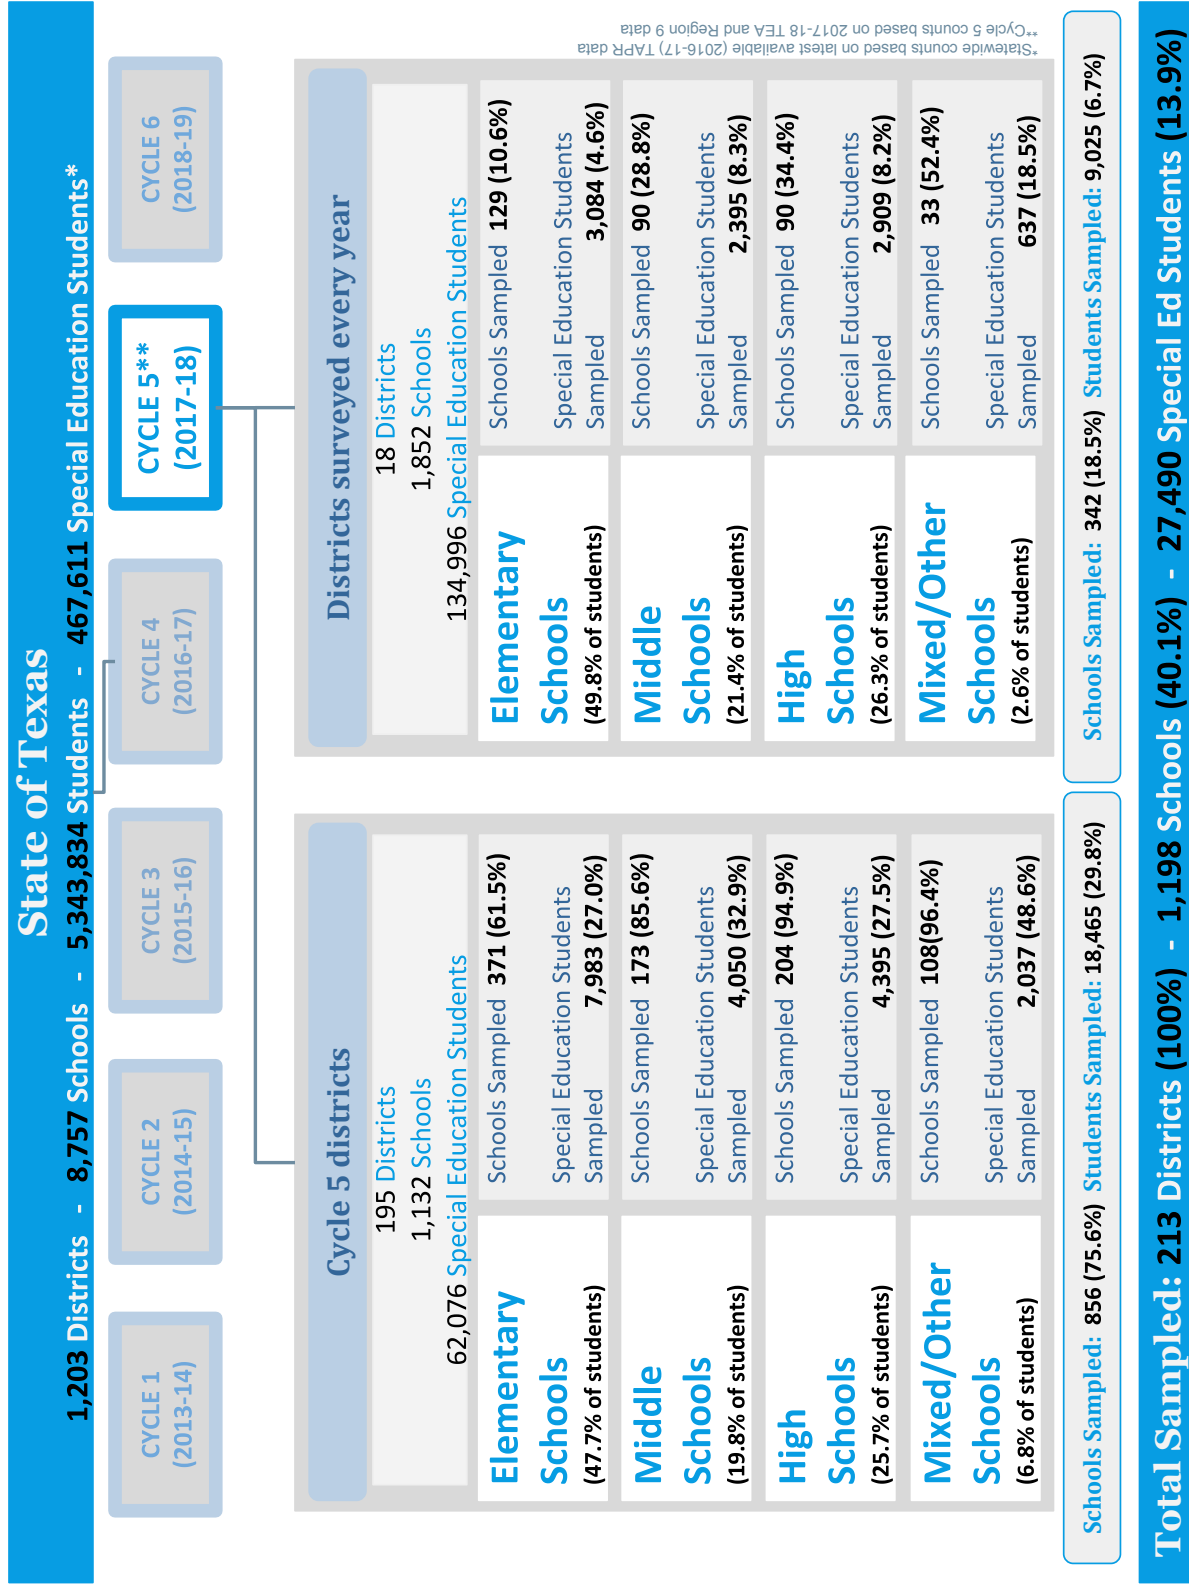 State of Texas
1,203 Districts - 8,757 Schools - 5,343,834 Students - 467,611 Special Education Students*
CYCLE 1
(2013-14)
CYCLE 2
(2014-15)
CYCLE 3
(2015-16)
CYCLE 4
(2016-17)
CYCLE 5**
(2017-18)
CYCLE 6
(2018-19)
Cycle 5 districts
195 Districts
1,132 Schools
62,076 Special Education Students
Elementary
Schools
(47.7% of students)
Schools Sampled 371 (61.5%)
Special Education Students
Sampled 7,983 (27.0%)
Middle
Schools
(19.8% of students)
Schools Sampled 173 (85.6%)
Special Education Students
Sampled 4,050 (32.9%)
High
Schools
(25.7% of students)
Schools Sampled 204 (94.9%)
Special Education Students
Sampled 4,395 (27.5%)
Mixed/Other
Schools
(6.8% of students)
Schools Sampled 108(96.4%)
Special Education Students
Sampled 2,037 (48.6%)
Districts surveyed every year
18 Districts
1,852 Schools
134,996 Special Education Students
Elementary
Schools
(49.8% of students)
Schools Sampled 129 (10.6%)
Special Education Students
Sampled 3,084 (4.6%)
Middle
Schools
(21.4% of students)
Schools Sampled 90 (28.8%)
Special Education Students
Sampled 2,395 (8.3%)
High
Schools
(26.3% of students)
Schools Sampled 90 (34.4%)
Special Education Students
Sampled 2,909 (8.2%)
Mixed/Other
Schools
(2.6% of students)
Schools Sampled 33 (52.4%)
Special Education Students
Sampled 637 (18.5%)
*Statewide counts based on latest available (2016-17) TAPR data
**Cycle 5 counts based on 2017-18 TEA and Region 9 data
Schools Sampled: 856 (75.6%) Students Sampled: 18,465 (29.8%)
Schools Sampled: 342 (18.5%) Students Sampled: 9,025 (6.7%)
Total Sampled: 213 Districts (100%) - 1,198 Schools (40.1%) - 27,490 Special Ed Students (13.9%)